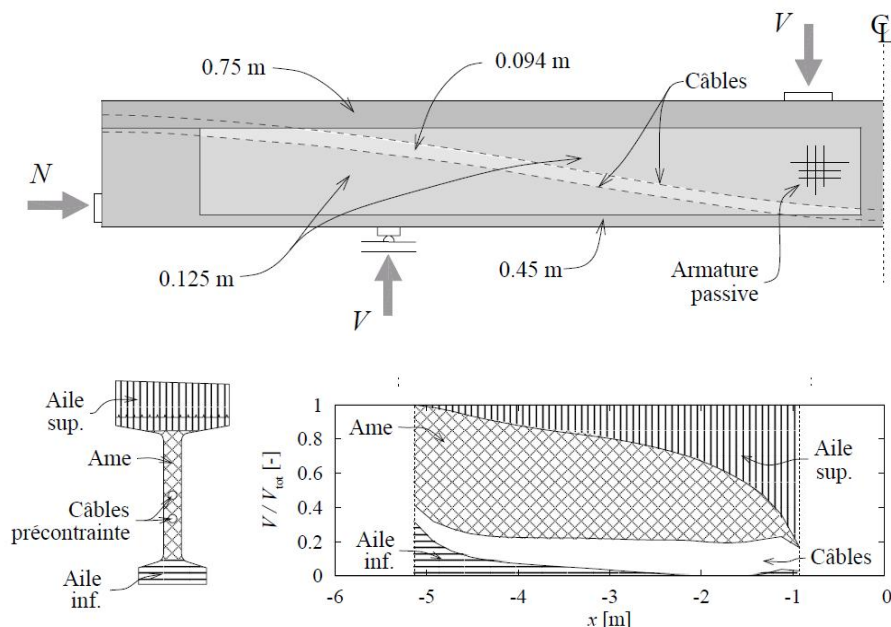 V
C L
0.75 m
0.094 m
Câbles
N
0.125 m
V
0.45 m
Armature
passive
Aile
sup.
Ame
Câbles
précontrainte
Aile
inf.
V / Vtot [-]
1
0.8
0.6
0.4
0.2
0
Ame
Aile
sup.
Aile
inf.
Câbles
-6
-5
-4
-3
-2
-1
0
x [m]